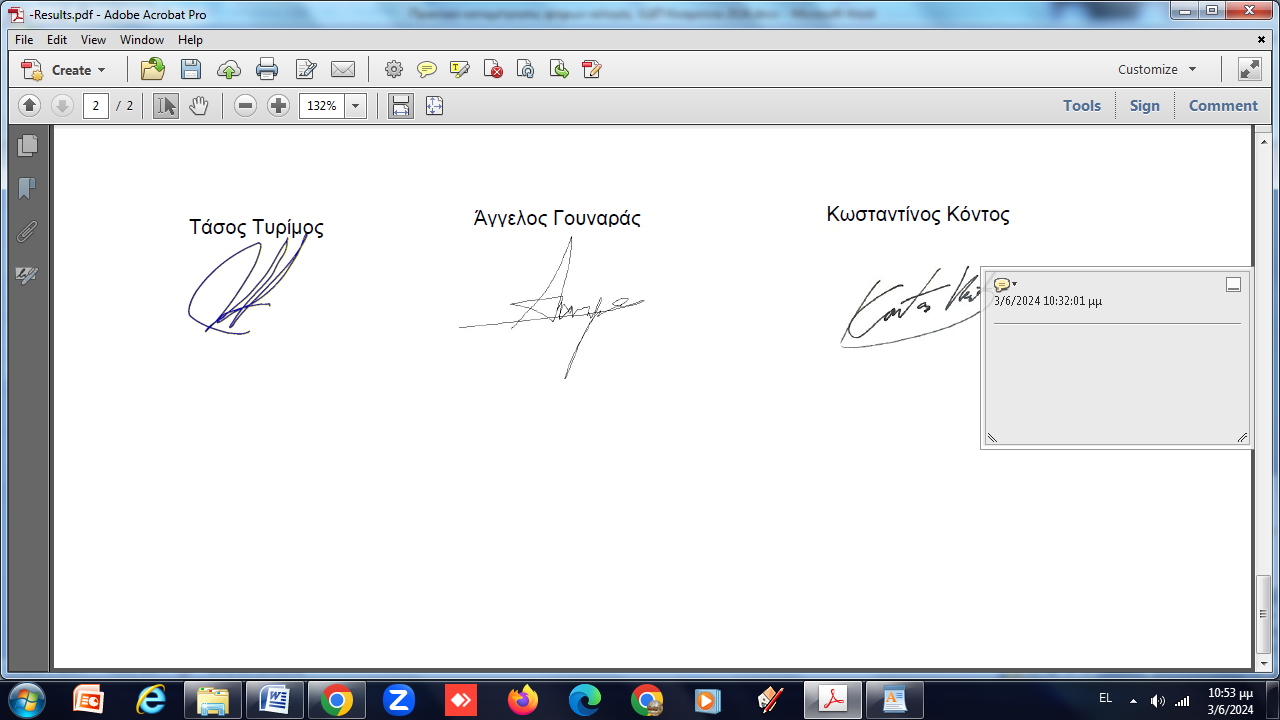 -Results.pdf - Adobe Acrobat Pro
File Edit View Window Help
Create
Customize
2 / 2
132%
Tools Sign Comment
Τάσος Τυρίμος
Άγγελος Γουναράς
Κωσταντίνος Κόντος
3/6/2024 10:32:01 μμ
EL
10:53 μμ
3/6/2024